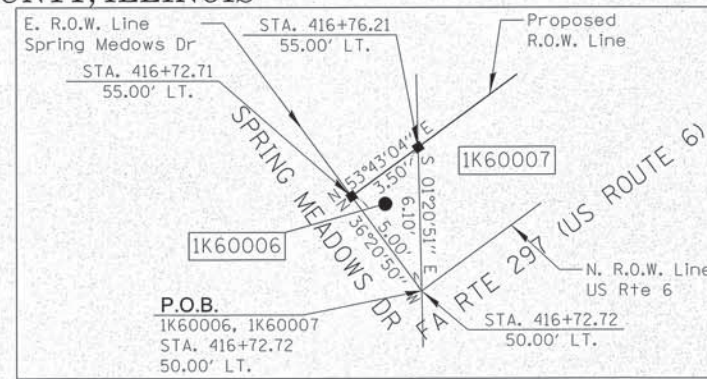 UNTY, ILLINOIS
E. R.O.W. Line
Spring Medows Dr
STA. 416+76.21
55.00' LT.
Proposed
R.O.W. Line
STA. 416+72.71
55.00' LT.
SPRING MEADOWS DR
N 53°43'04" E
3.50'
S 01°20'51" E
6.10'
1K60007
1K60006
N 36°20'50" W
5.00'
FA RTE 297 (US ROUTE 6)
N. R.O.W. Line
US Rte 6
P.O.B.
1K60006, 1K60007
STA. 416+72.72
50.00' LT.
STA. 416+72.72
50.00' LT.